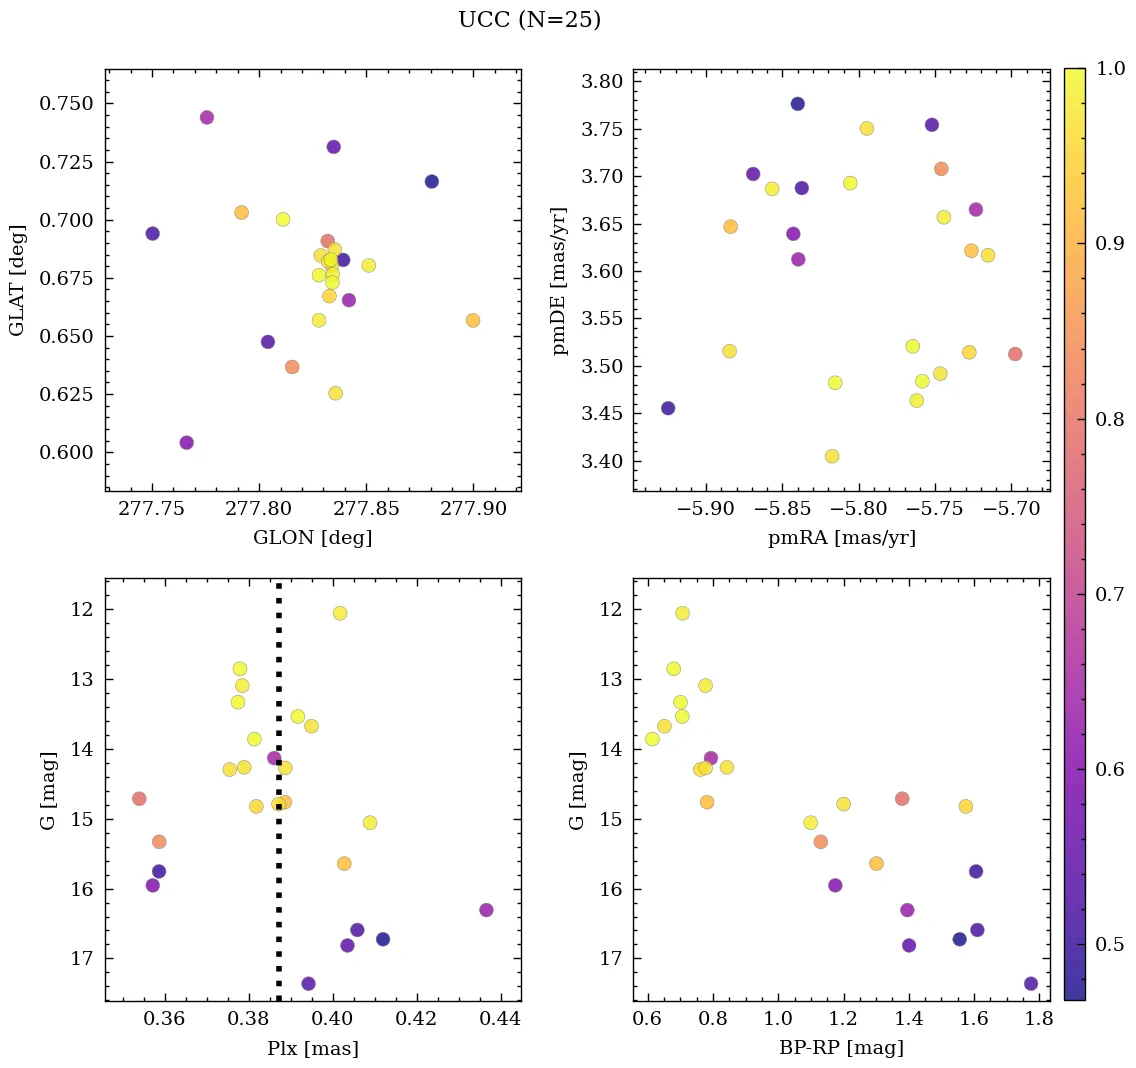 UCC (N=25)
0.750
0.725
0.700
0.675
0.650
0.625
0.600
GLAT [deg]
277.75 277.80 277.85 277.90
GLON [deg]
3.80
3.75
3.70
3.65
3.60
3.55
3.50
3.45
3.40
pmDE [mas/yr]
−5.90 −5.85 −5.80 −5.75 −5.70
pmRA [mas/yr]
12
13
14
15
16
17
G [mag]
0.36 0.38 0.40 0.42 0.44
Plx [mas]
12
13
14
15
16
17
G [mag]
0.6 0.8 1.0 1.2 1.4 1.6 1.8
BP-RP [mag]
1.0
0.9
0.8
0.7
0.6
0.5